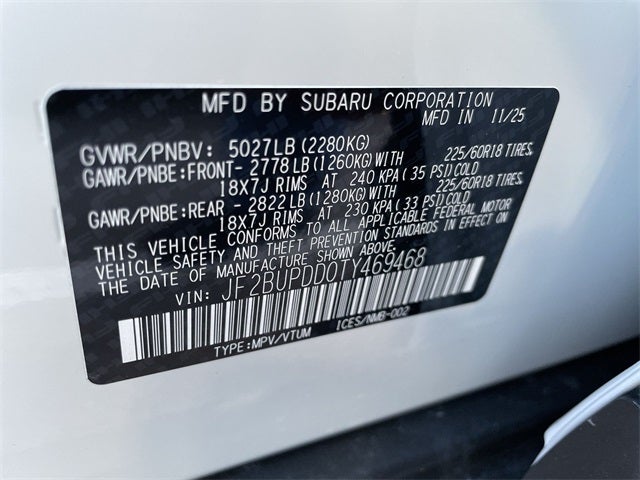 MFD BY SUBARU CORPORATION
MFD IN 11/25
GVWR/PNBV: 5027LB (2280KG)
GAWR/PNBE:FRONT- 2778LB (1260KG) WITH 225/60R18 TIRES,
18X7J RIMS AT 240 KPA (35 PSI) COLD
GAWR/PNBE:REAR - 2822LB (1280KG) WITH 225/60R18 TIRES,
18X7J RIMS AT 230 KPA (33 PSI) COLD
THIS VEHICLE CONFORMS TO ALL APPLICABLE FEDERAL MOTOR
VEHICLE SAFETY AND THEFT PREVENTION STANDARDS IN EFFECT ON
THE DATE OF MANUFACTURE SHOWN ABOVE.
VIN: JF2BUPDD0TY469468
TYPE:MPV/VTUM ICES/NMB-002